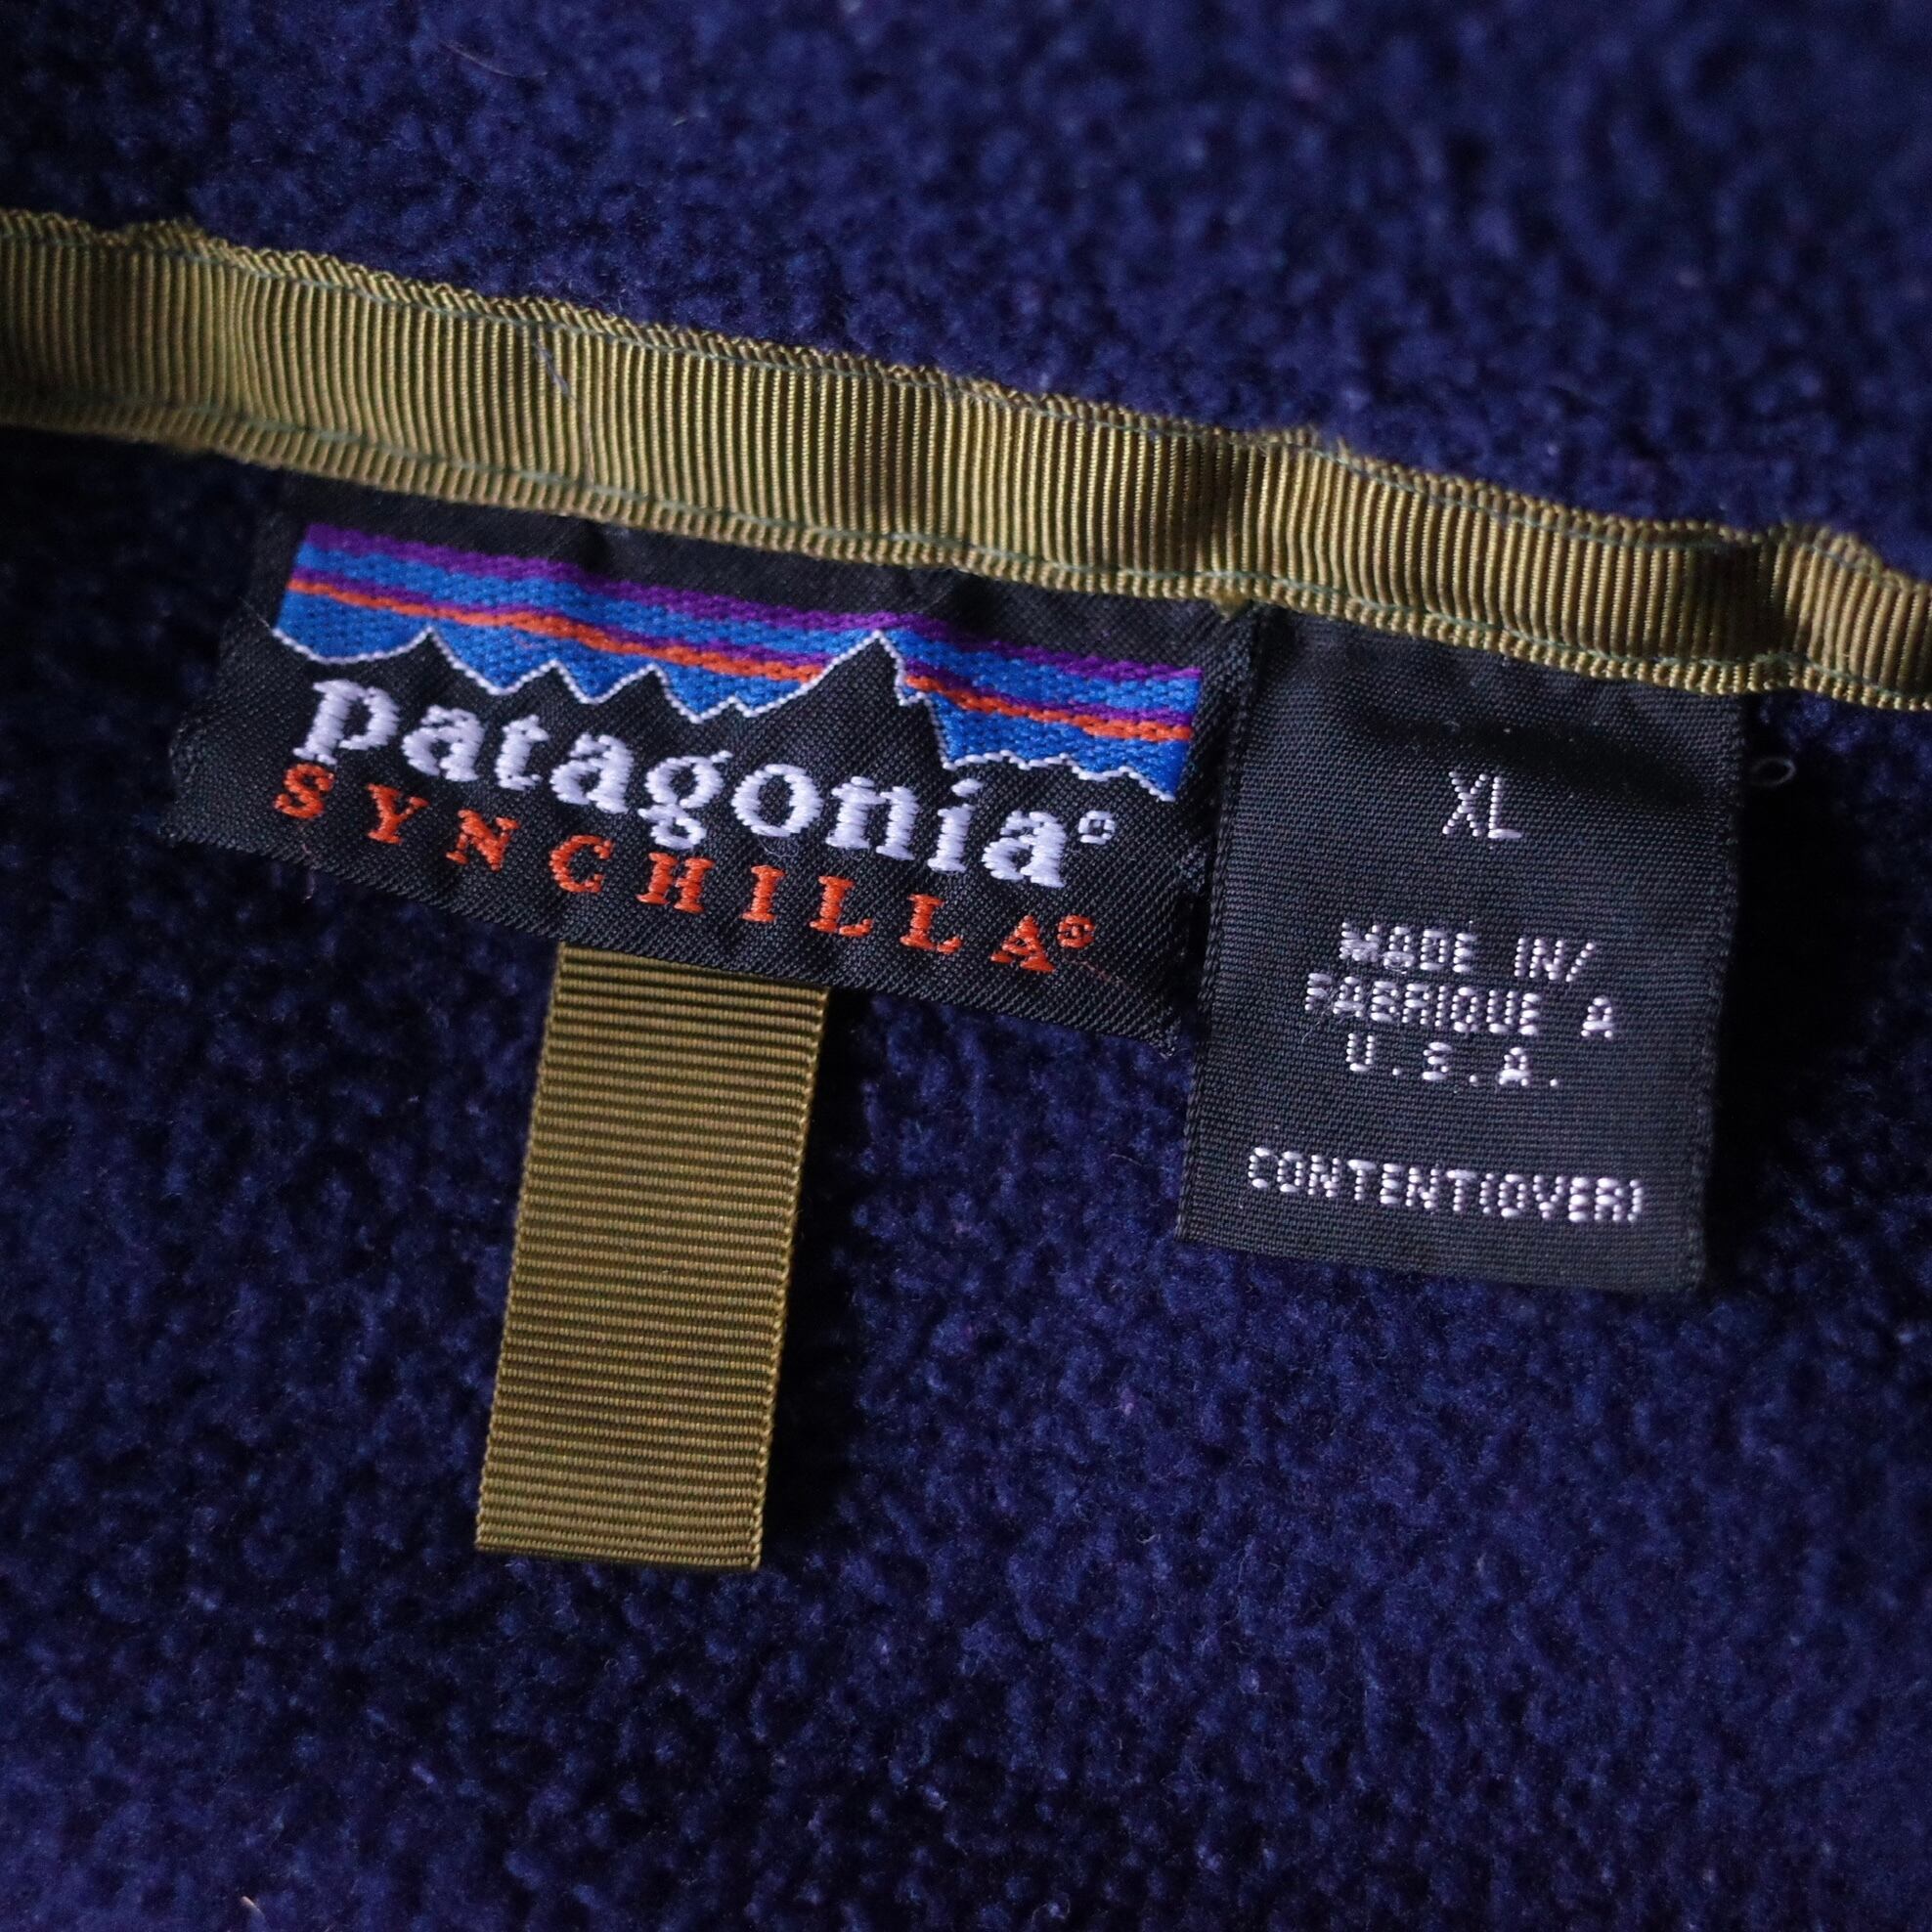 patagonia®
SYNCHILLA®
XL
MADE IN/
FABRIQUE A
U.S.A.
CONTENT(OVER)